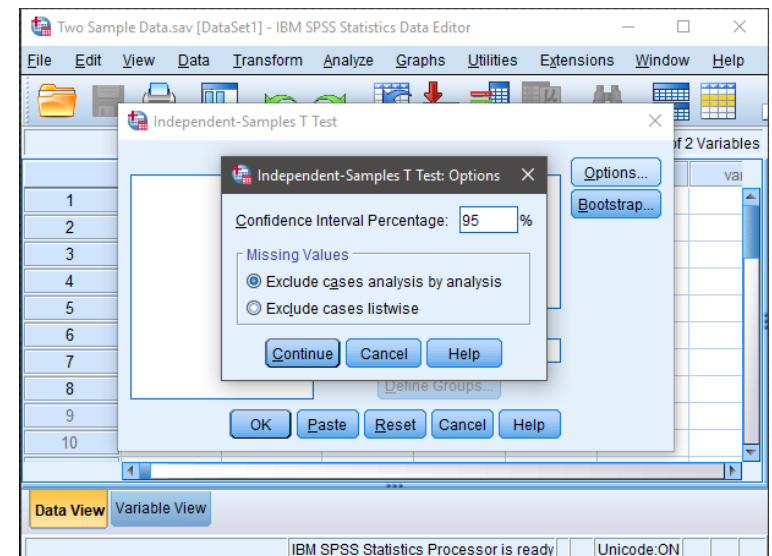 Two Sample Data.sav [DataSet1] - IBM SPSS Statistics Data Editor
File Edit View Data Transform Analyze Graphs Utilities Extensions Window Help
Independent-Samples T Test
of 2 Variables
Independent-Samples T Test: Options
Options...
var
Confidence Interval Percentage: 95 %
Bootstrap...
Missing Values
Exclude cases analysis by analysis
Exclude cases listwise
Continue Cancel Help
Define Groups...
OK Paste Reset Cancel Help
1
2
3
4
5
6
7
8
9
10
Data View Variable View
IBM SPSS Statistics Processor is ready Unicode:ON